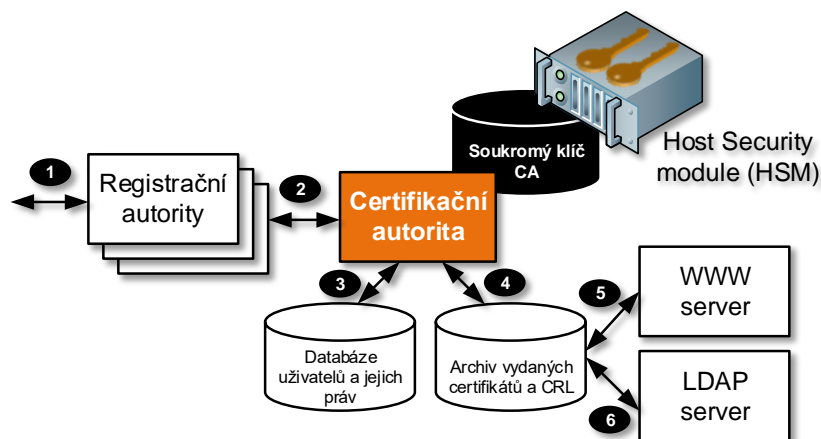 Soukromý klíč
CA
Host Security
module (HSM)
1
Registrační
autority
2
Certifikační
autorita
3
4
5
WWW
server
Databáze
uživatelů a jejich
práv
Archiv vydaných
certifikátů a CRL
LDAP
server
6